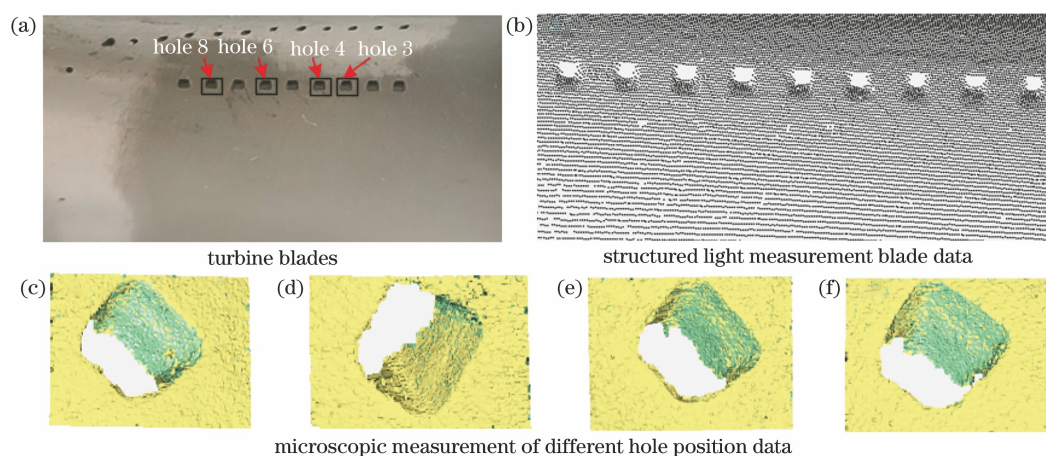 (a)
(b)
hole 8 hole 6 hole 4 hole 3
turbine blades
structured light measurement blade data
(c)
(d)
(e)
(f)
microscopic measurement of different hole position data